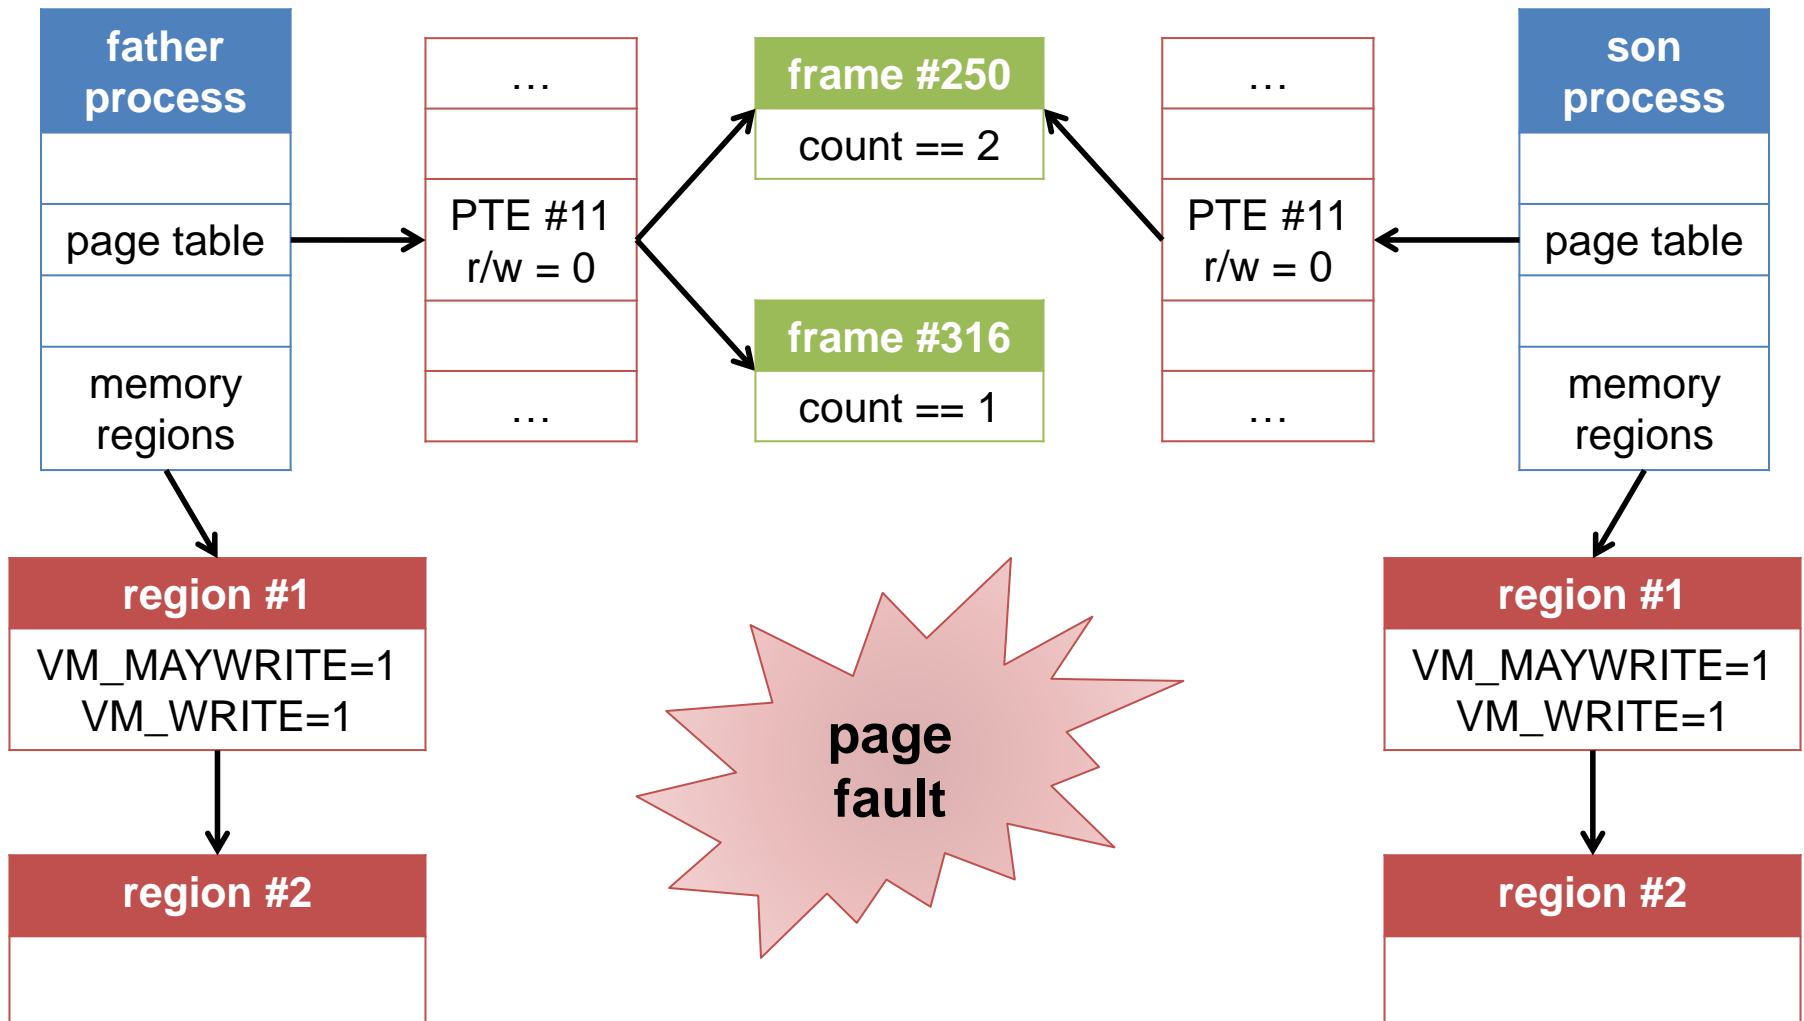 father
process
page table
memory
regions
…
PTE #11
r/w = 0
…
frame #250
count == 2
frame #316
count == 1
…
PTE #11
r/w = 0
…
son
process
page table
memory
regions
region #1
VM_MAYWRITE=1
VM_WRITE=1
region #2
page
fault
region #1
VM_MAYWRITE=1
VM_WRITE=1
region #2